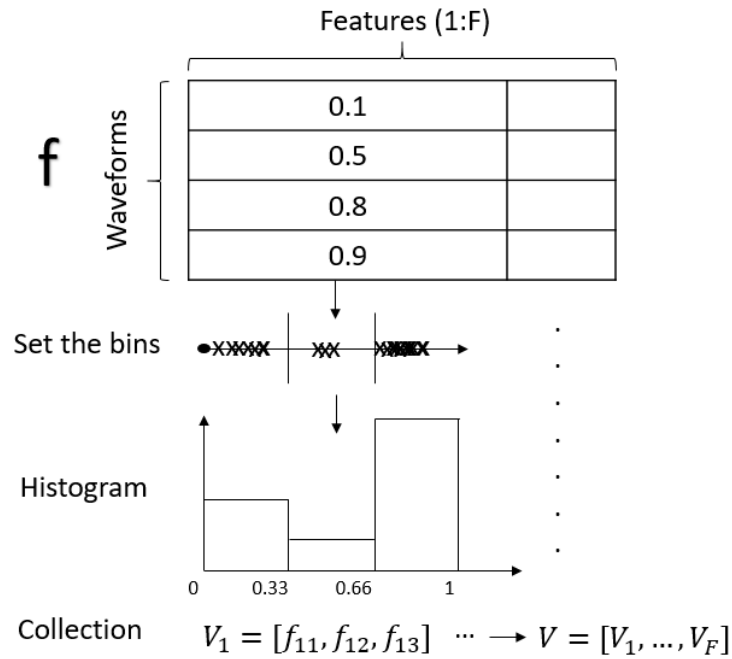 Features (1:F)
f
Waveforms
0.1
0.5
0.8
0.9
Set the bins
Histogram
0 0.33 0.66 1
Collection V₁ = [f₁₁, f₁₂, f₁₃] ⋯ → V = [V₁, …, V_F]